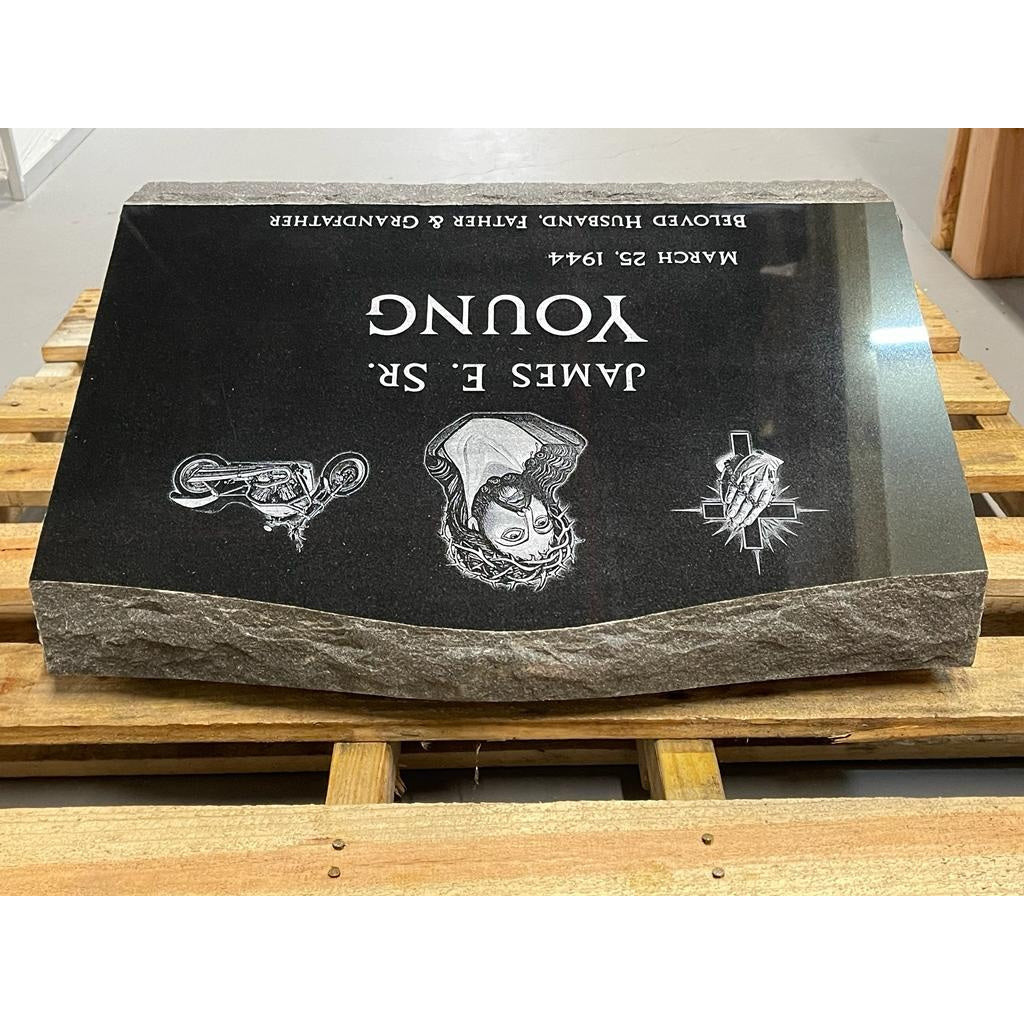 James E. Sr.
Young
March 25, 1944
Beloved Husband, Father & Grandfather